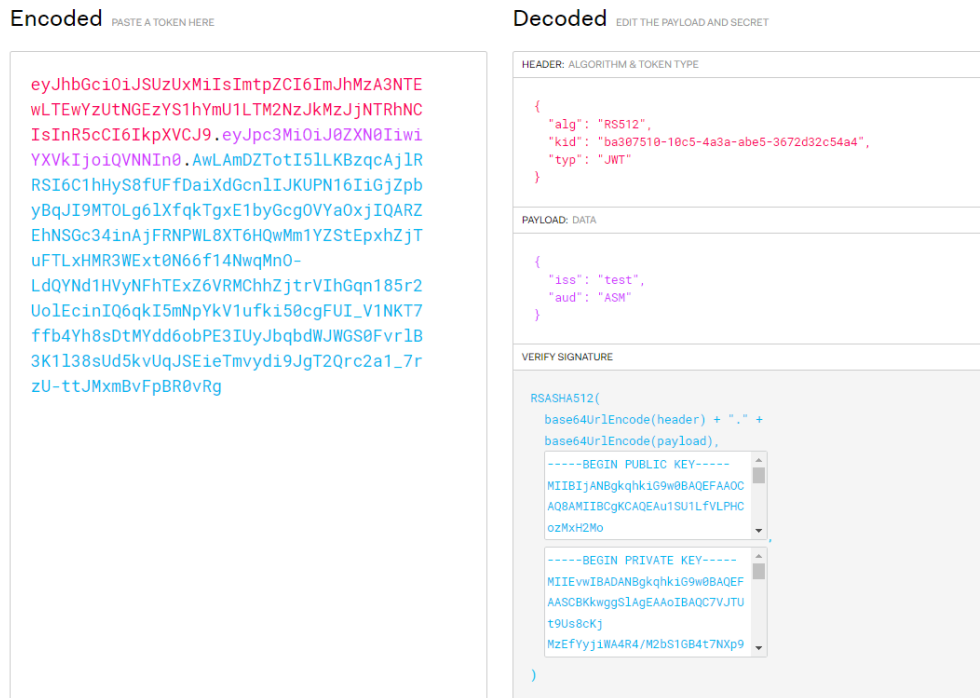 Encoded PASTE A TOKEN HERE
eyJhbGciOiJSUzUxMiIsImtpZCI6ImJhMzA3NTE
wLTEwYzUtNGEzYS1hYmU1LTM2NzJkMzJjNTRhNC
IsInR5cCI6IkpXVCJ9.eyJpc3MiOiJ0ZXN0Iiwi
YXVkIjoiQVNNIn0.AwLAmDZTotI5lLKBzqcAjlR
RSI6C1hHyS8fUFfDaiXdGcnlIJKUPN16IiGjZpb
yBqJI9MTOLg6lXfqkTgxE1byGcgOVYaOxjIQARZ
EhNSGc34inAjFRNPWL8XT6HQwMm1YZStEpxhZjT
uFTLxHMR3WExt0N66f14NwqMnO-
LdQYNd1HVyNFhTExZ6VRMChhZjtrVIhGqn185r2
UolEcinIQ6qkI5mNpYkV1ufki50cgFUI_V1NKT7
ffb4Yh8sDtMYdd6obPE3IUyJbqbdWJWGS0FvrlB
3K1l38sUd5kvUqJSEieTmvydi9JgT2Qrc2a1_7r
zU-ttJMxmBvFpBR0vRg
Decoded EDIT THE PAYLOAD AND SECRET
HEADER: ALGORITHM & TOKEN TYPE
{
"alg": "RS512",
"kid": "ba307510-10c5-4a3a-abe5-3672d32c54a4",
"typ": "JWT"
}
PAYLOAD: DATA
{
"iss": "test",
"aud": "ASM"
}
VERIFY SIGNATURE
RSASHA512(
base64UrlEncode(header) + "." +
base64UrlEncode(payload),
-----BEGIN PUBLIC KEY-----
MIIBIjANBgkqhkiG9w0BAQEFAAOC
AQ8AMIIBCgKCAQEAu1SU1LfVLPHC
ozMxH2Mo
,
-----BEGIN PRIVATE KEY-----
MIIEvwIBADANBgkqhkiG9w0BAQEF
AASCBKkwggSlAgEAAoIBAQC7VJTU
t9Us8cKj
MzEfYyjiWA4R4/M2bS1GB4t7NXp9
)